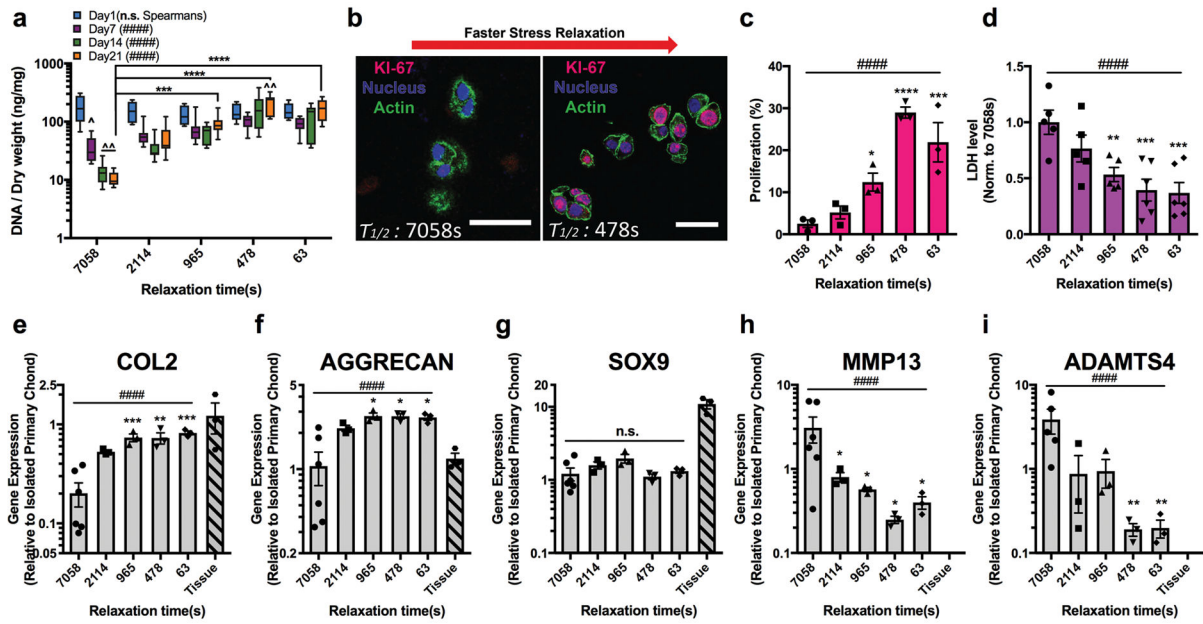 a
Day1(n.s. Spearmans)
Day7 (####)
Day14 (####)
Day21 (####)
****
****
***
^
^^
^^
^^
1000
100
10
1
DNA / Dry weight (ng/mg)
7058
2114
965
478
63
Relaxation time(s)
b
Faster Stress Relaxation
KI-67
Nucleus
Actin
T1/2 : 7058s
KI-67
Nucleus
Actin
T1/2 : 478s
c
####
****
***
*
40
30
20
10
0
Proliferation (%)
7058
2114
965
478
63
Relaxation time(s)
d
####
**
***
***
1.5
1.0
0.5
0.0
LDH level
(Norm. to 7058s)
7058
2114
965
478
63
Relaxation time(s)
e
COL2
####
***
**
***
2.5
1
0.5
0.05
Gene Expression
(Relative to Isolated Primary Chond)
7058
2114
965
478
63
Tissue
Relaxation time(s)
f
AGGRECAN
####
*
*
*
5
1
0.2
Gene Expression
(Relative to Isolated Primary Chond)
7058
2114
965
478
63
Tissue
Relaxation time(s)
g
SOX9
n.s.
10
1
0.1
Gene Expression
(Relative to Isolated Primary Chond)
7058
2114
965
478
63
Tissue
Relaxation time(s)
h
MMP13
####
*
*
*
*
10
1
0.1
Gene Expression
(Relative to Isolated Primary Chond)
7058
2114
965
478
63
Tissue
Relaxation time(s)
i
ADAMTS4
####
**
**
10
1
0.1
Gene Expression
(Relative to Isolated Primary Chond)
7058
2114
965
478
63
Tissue
Relaxation time(s)